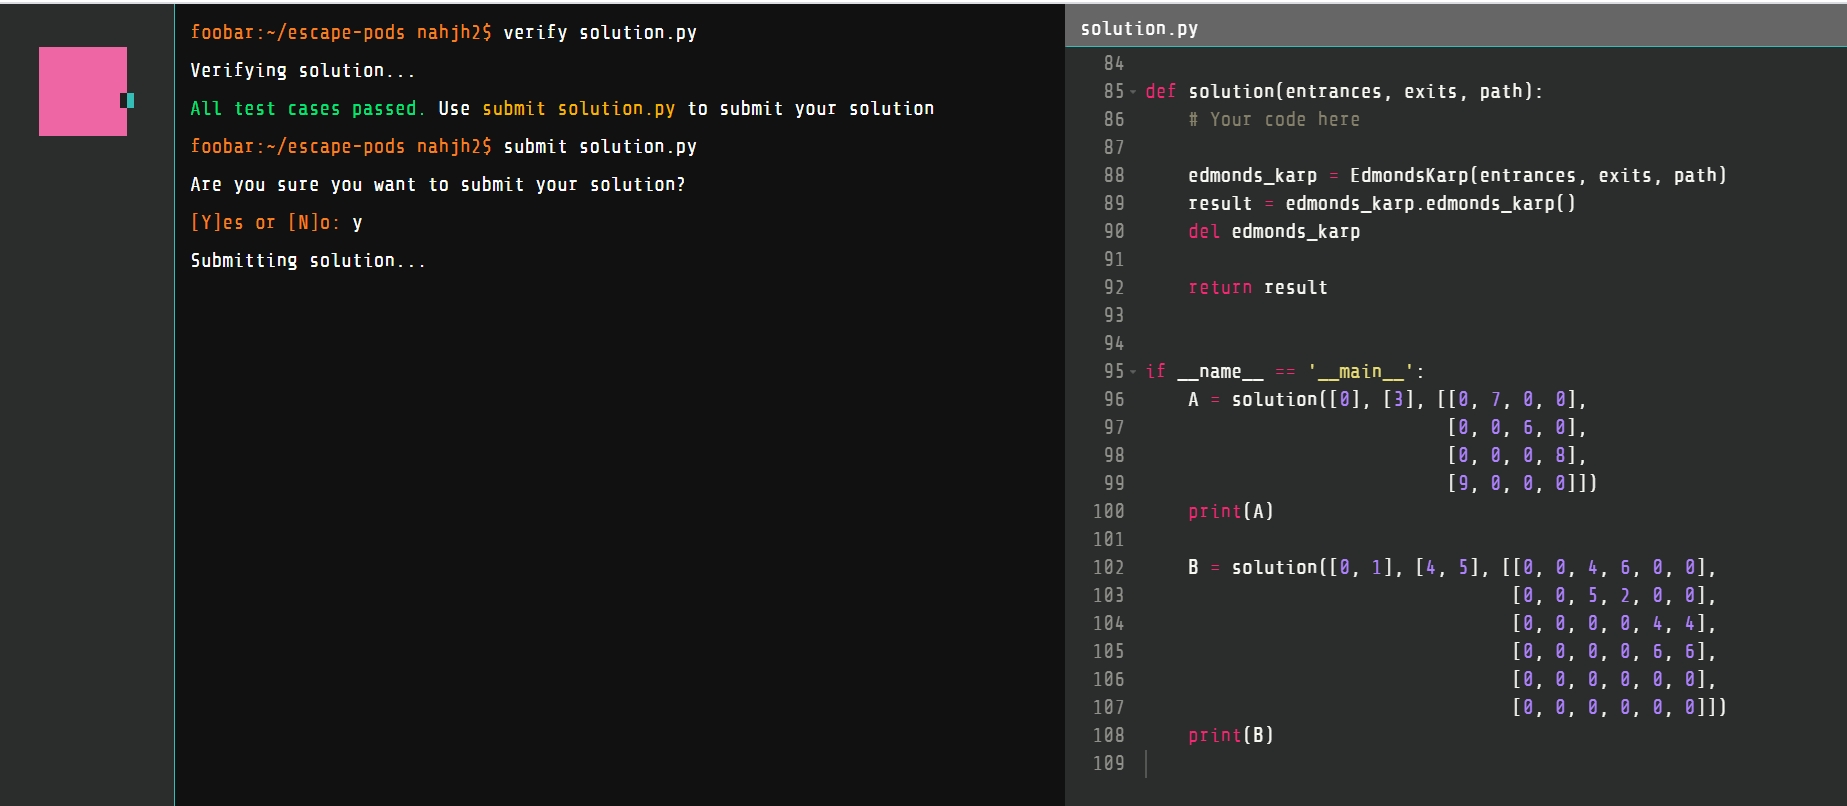 foobar:~/escape-pods nahjh2$ verify solution.py
Verifying solution...
All test cases passed. Use submit solution.py to submit your solution
foobar:~/escape-pods nahjh2$ submit solution.py
Are you sure you want to submit your solution?
[Y]es or [N]o: y
Submitting solution...
solution.py
84
85 def solution(entrances, exits, path):
86     # Your code here
87
88     edmonds_karp = EdmondsKarp(entrances, exits, path)
89     result = edmonds_karp.edmonds_karp()
90     del edmonds_karp
91
92     return result
93
94
95 if __name__ == '__main__':
96     A = solution([0], [3], [[0, 7, 0, 0],
97                             [0, 0, 6, 0],
98                             [0, 0, 0, 8],
99                             [9, 0, 0, 0]])
100     print(A)
101
102     B = solution([0, 1], [4, 5], [[0, 0, 4, 6, 0, 0],
103                                   [0, 0, 5, 2, 0, 0],
104                                   [0, 0, 0, 0, 4, 4],
105                                   [0, 0, 0, 0, 6, 6],
106                                   [0, 0, 0, 0, 0, 0],
107                                   [0, 0, 0, 0, 0, 0]])
108     print(B)
109